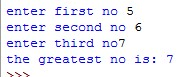 enter first no 5
enter second no 6
enter third no7
the greatest no is: 7
>>>